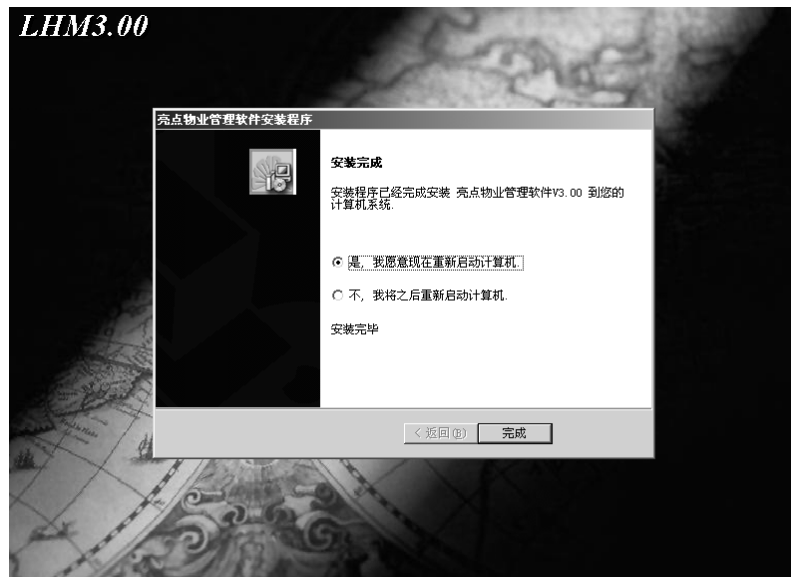 LHM3.00
亮点物业管理软件安装程序
安装完成
安装程序已经完成安装 亮点物业管理软件V3.00 到您的
计算机系统.
是, 我愿意现在重新启动计算机.
不, 我将之后重新启动计算机.
安装完毕
< 返回(B)
完成